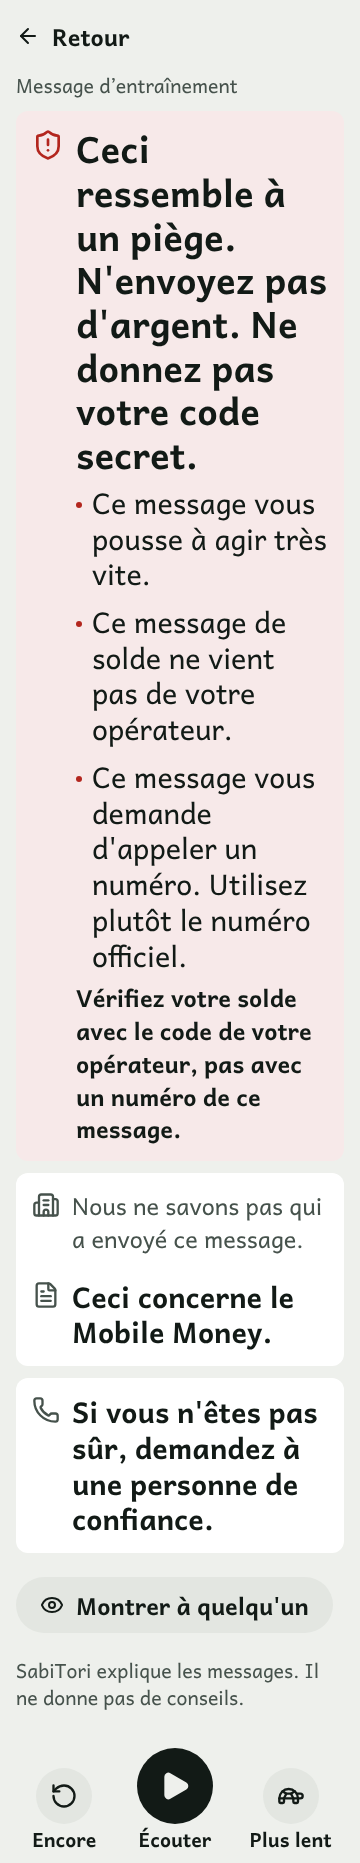 Retour
Message d’entraînement
Ceci
ressemble à
un piège.
N'envoyez pas
d'argent. Ne
donnez pas
votre code
secret.
• Ce message vous
pousse à agir très
vite.
• Ce message de
solde ne vient
pas de votre
opérateur.
• Ce message vous
demande
d'appeler un
numéro. Utilisez
plutôt le numéro
officiel.
Vérifiez votre solde
avec le code de votre
opérateur, pas avec
un numéro de ce
message.
Nous ne savons pas qui
a envoyé ce message.
Ceci concerne le
Mobile Money.
Si vous n'êtes pas
sûr, demandez à
une personne de
confiance.
Montrer à quelqu'un
SabiTori explique les messages. Il
ne donne pas de conseils.
Encore
Écouter
Plus lent